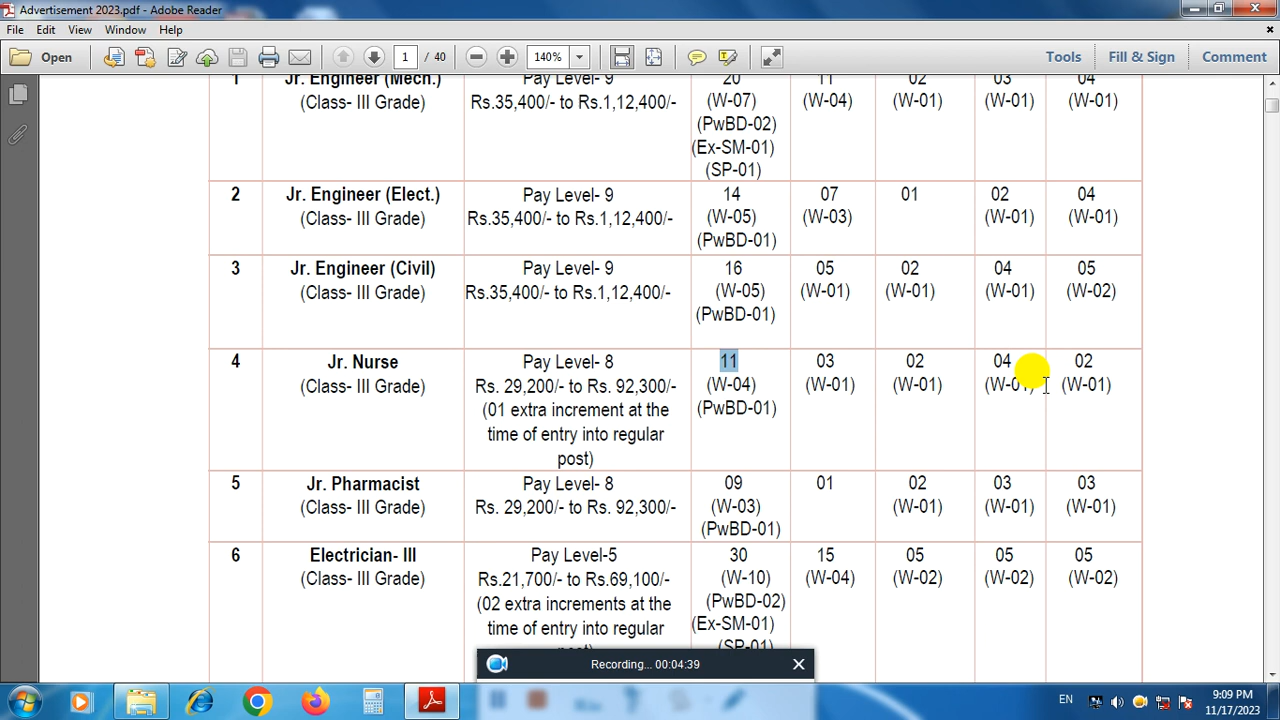 Advertisement 2023.pdf - Adobe Reader
File Edit View Window Help
Open 1 / 40 140% Tools Fill & Sign Comment
1 Jr. Engineer (Mech.) Pay Level- 9 20 11 02 03 04
(Class- III Grade) Rs.35,400/- to Rs.1,12,400/- (W-07) (W-04) (W-01) (W-01) (W-01)
(PwBD-02)
(Ex-SM-01)
(SP-01)
2 Jr. Engineer (Elect.) Pay Level- 9 14 07 01 02 04
(Class- III Grade) Rs.35,400/- to Rs.1,12,400/- (W-05) (W-03) (W-01) (W-01)
(PwBD-01)
3 Jr. Engineer (Civil) Pay Level- 9 16 05 02 04 05
(Class- III Grade) Rs.35,400/- to Rs.1,12,400/- (W-05) (W-01) (W-01) (W-01) (W-02)
(PwBD-01)
4 Jr. Nurse Pay Level- 8 11 03 02 04 02
(Class- III Grade) Rs. 29,200/- to Rs. 92,300/- (W-04) (W-01) (W-01) (W-01) (W-01)
(01 extra increment at the (PwBD-01)
time of entry into regular
post)
5 Jr. Pharmacist Pay Level- 8 09 01 02 03 03
(Class- III Grade) Rs. 29,200/- to Rs. 92,300/- (W-03) (W-01) (W-01) (W-01)
(PwBD-01)
6 Electrician- III Pay Level-5 30 15 05 05 05
(Class- III Grade) Rs.21,700/- to Rs.69,100/- (W-10) (W-04) (W-02) (W-02) (W-02)
(02 extra increments at the (PwBD-02)
time of entry into regular (Ex-SM-01)
(SP-01)
Recording... 00:04:39
EN 9:09 PM
11/17/2023